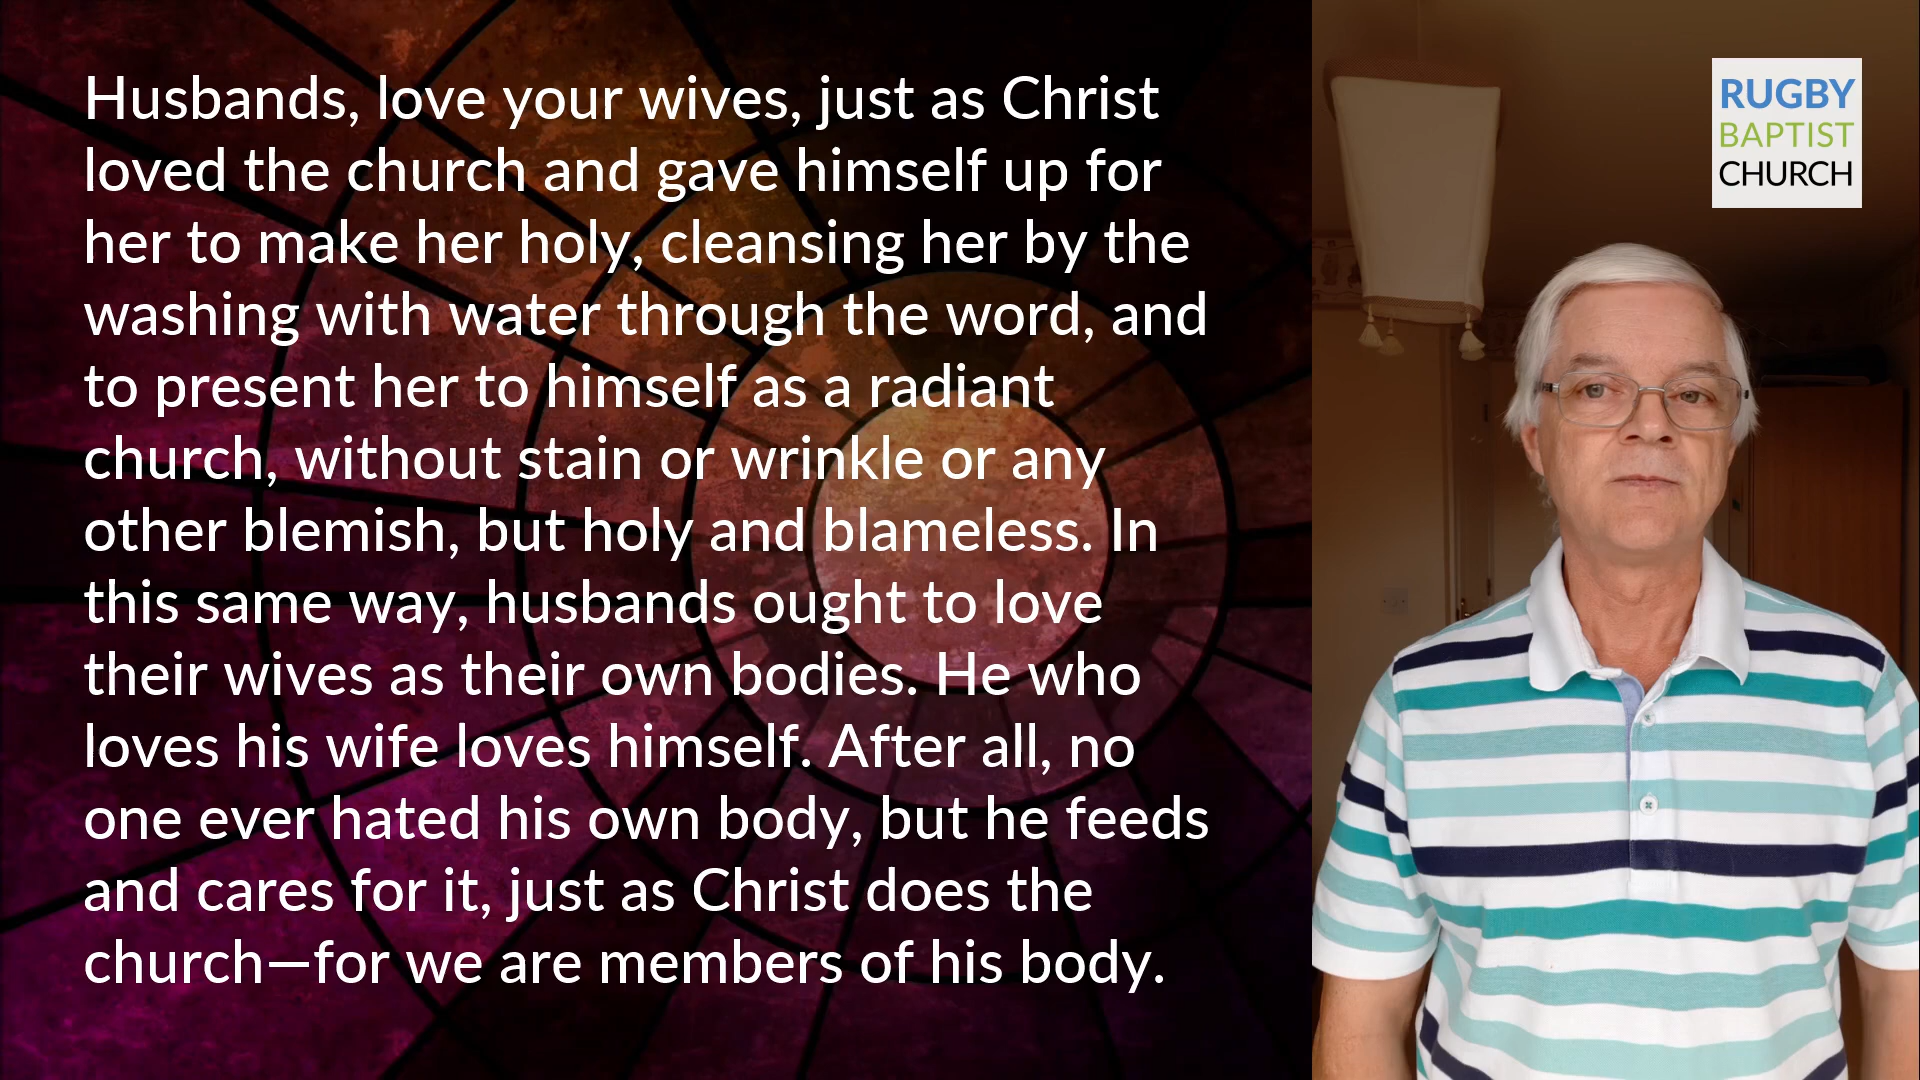 Husbands, love your wives, just as Christ
loved the church and gave himself up for
her to make her holy, cleansing her by the
washing with water through the word, and
to present her to himself as a radiant
church, without stain or wrinkle or any
other blemish, but holy and blameless. In
this same way, husbands ought to love
their wives as their own bodies. He who
loves his wife loves himself. After all, no
one ever hated his own body, but he feeds
and cares for it, just as Christ does the
church—for we are members of his body.
RUGBY
BAPTIST
CHURCH